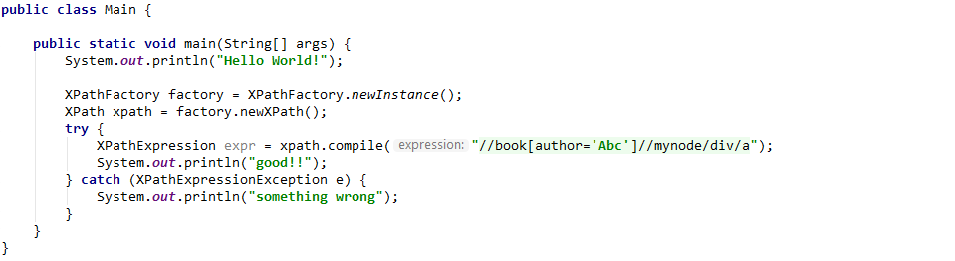 public class Main {
public static void main(String[] args) {
System.out.println("Hello World!");
XPathFactory factory = XPathFactory.newInstance();
XPath xpath = factory.newXPath();
try {
XPathExpression expr = xpath.compile( expression: "//book[author='Abc']//mynode/div/a");
System.out.println("good!!");
} catch (XPathExpressionException e) {
System.out.println("something wrong");
}
}
}